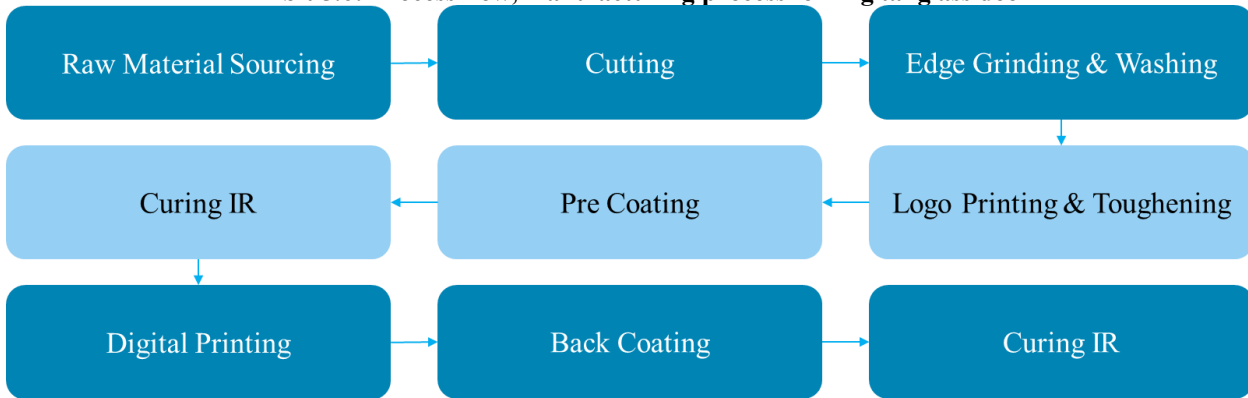 Raw Material Sourcing
Cutting
Edge Grinding & Washing
Curing IR
Pre Coating
Logo Printing & Toughening
Digital Printing
Back Coating
Curing IR